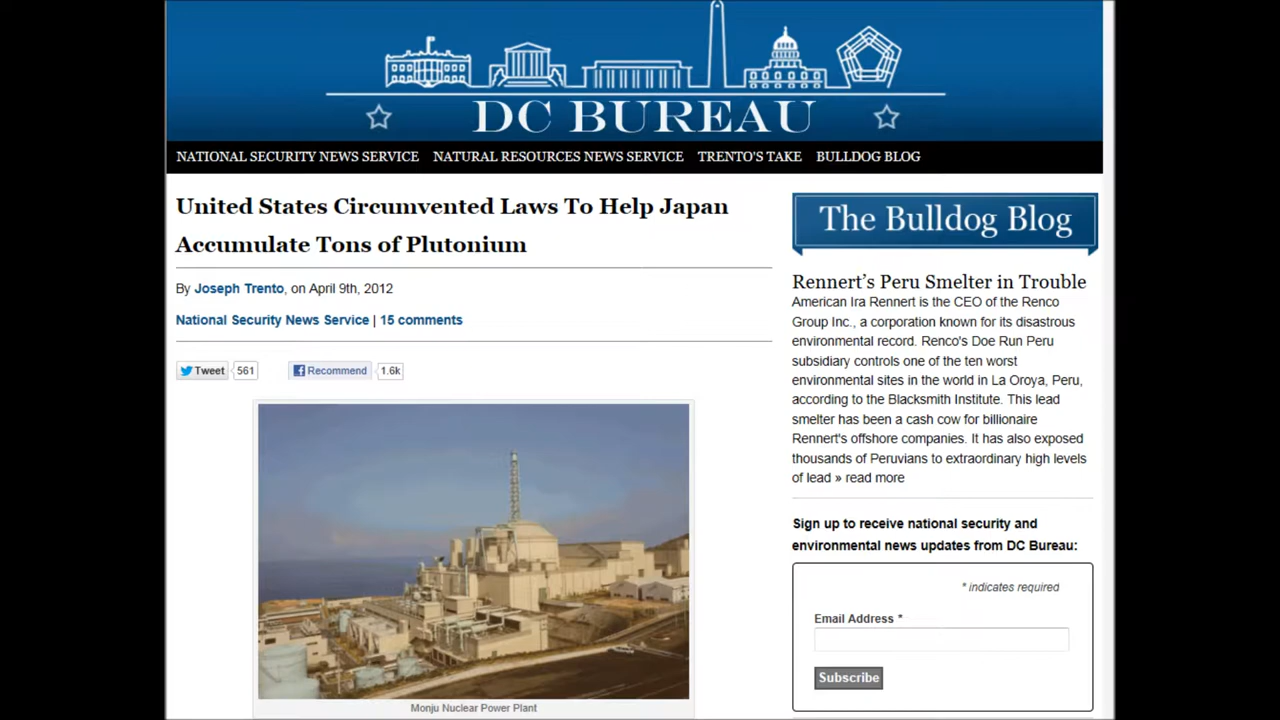 DC BUREAU
NATIONAL SECURITY NEWS SERVICE NATURAL RESOURCES NEWS SERVICE TRENTO'S TAKE BULLDOG BLOG
United States Circumvented Laws To Help Japan
Accumulate Tons of Plutonium
By Joseph Trento, on April 9th, 2012
National Security News Service | 15 comments
Tweet 561 Recommend 1.6k
Monju Nuclear Power Plant
The Bulldog Blog
Rennert’s Peru Smelter in Trouble
American Ira Rennert is the CEO of the Renco
Group Inc., a corporation known for its disastrous
environmental record. Renco's Doe Run Peru
subsidiary controls one of the ten worst
environmental sites in the world in La Oroya, Peru,
according to the Blacksmith Institute. This lead
smelter has been a cash cow for billionaire
Rennert's offshore companies. It has also exposed
thousands of Peruvians to extraordinary high levels
of lead » read more
Sign up to receive national security and
environmental news updates from DC Bureau:
* indicates required
Email Address *
Subscribe